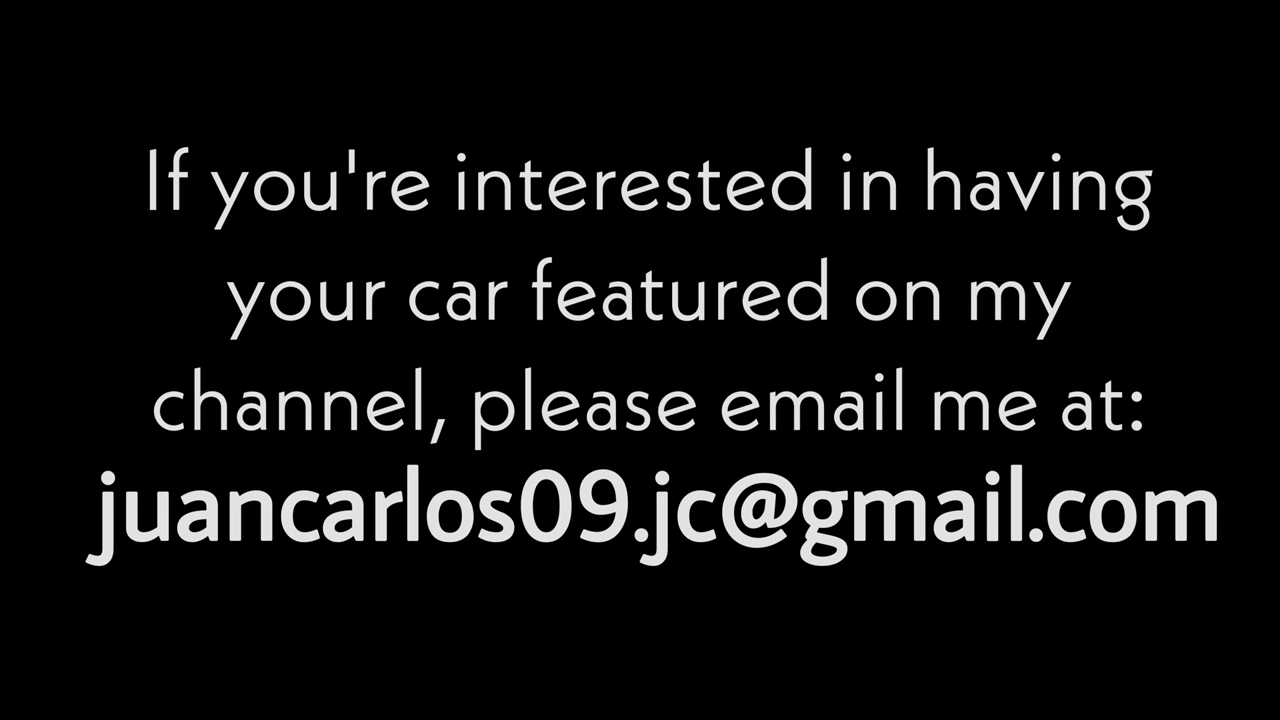 If you're interested in having
your car featured on my
channel, please email me at:
juancarlos09.jc@gmail.com